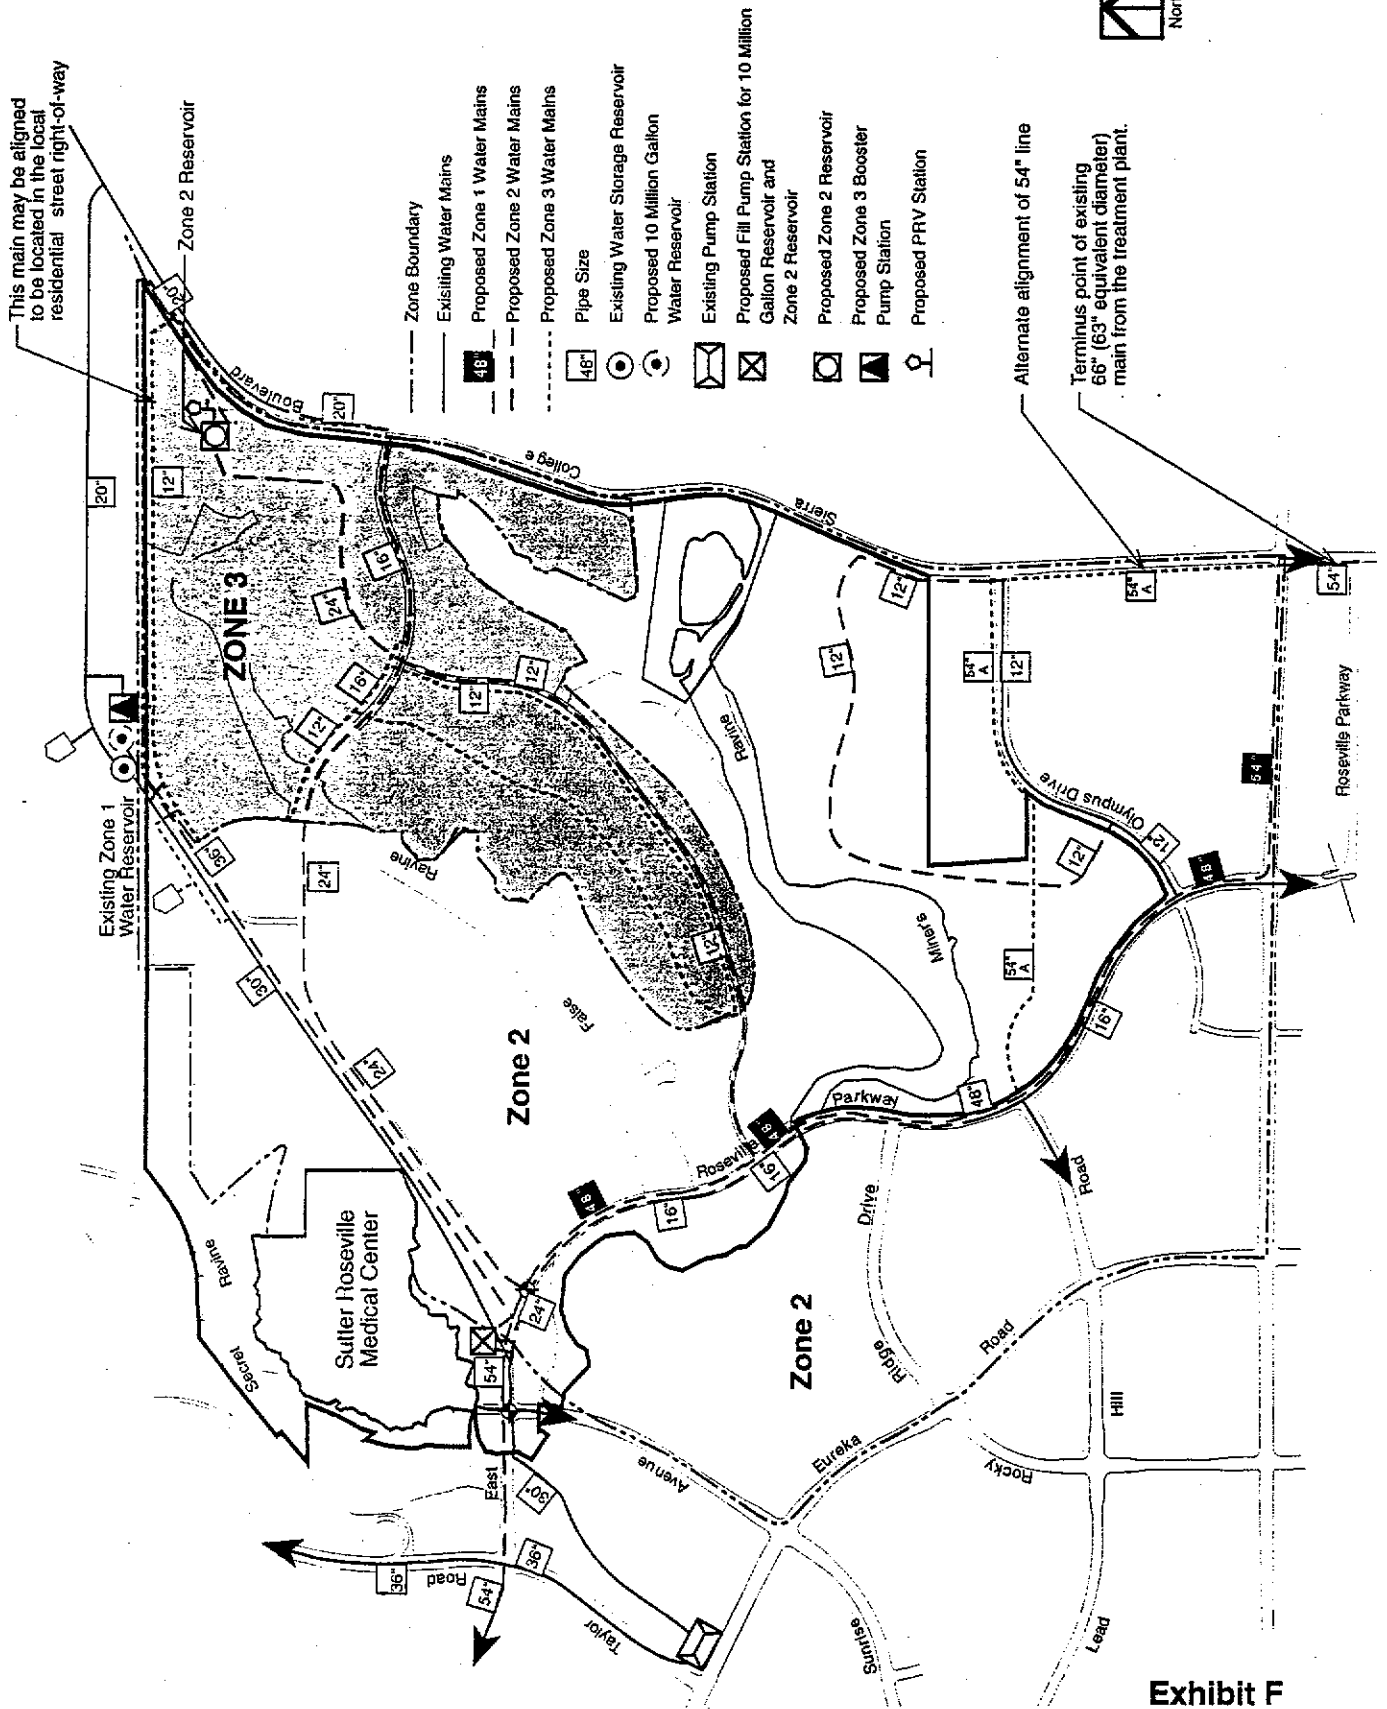 This main may be aligned
to be located in the local
residential street right-of-way
Zone 2 Reservoir
Zone Boundary
Exisiting Water Mains
48"
Proposed Zone 1 Water Mains
Proposed Zone 2 Water Mains
Proposed Zone 3 Water Mains
48"
Pipe Size
Existing Water Storage Reservoir
Proposed 10 Million Gallon
Water Reservoir
Existing Pump Station
Proposed Fill Pump Station for 10 Million
Gallon Reservoir and
Zone 2 Reservoir
Proposed Zone 2 Reservoir
Proposed Zone 3 Booster
Pump Station
Proposed PRV Station
Alternate alignment of 54" line
Terminus point of existing
66" (63" equivalent diameter)
main from the treatment plant.
Existing Zone 1
Water Reservoir
ZONE 3
Zone 2
Zone 2
Sutter Roseville
Medical Center
Secret
Ravine
False
Ravine
Miner's
Ravine
Sierra
College
Boulevard
Roseville
Parkway
Olympus Drive
Roseville Parkway
East
Road
Taylor
Avenue
Eureka
Road
Ridge
Drive
Rocky
Hill
Road
Sunrise
Lead
20"
20"
20"
12"
16"
24"
16"
12"
12"
12"
12"
36"
24"
30"
24"
12"
12"
54"
A
12"
54"
A
54"
54"
12"
12"
48"
54"
A
16"
48"
48"
16"
48"
16"
24"
54"
30"
36"
36"
54"
Exhibit F